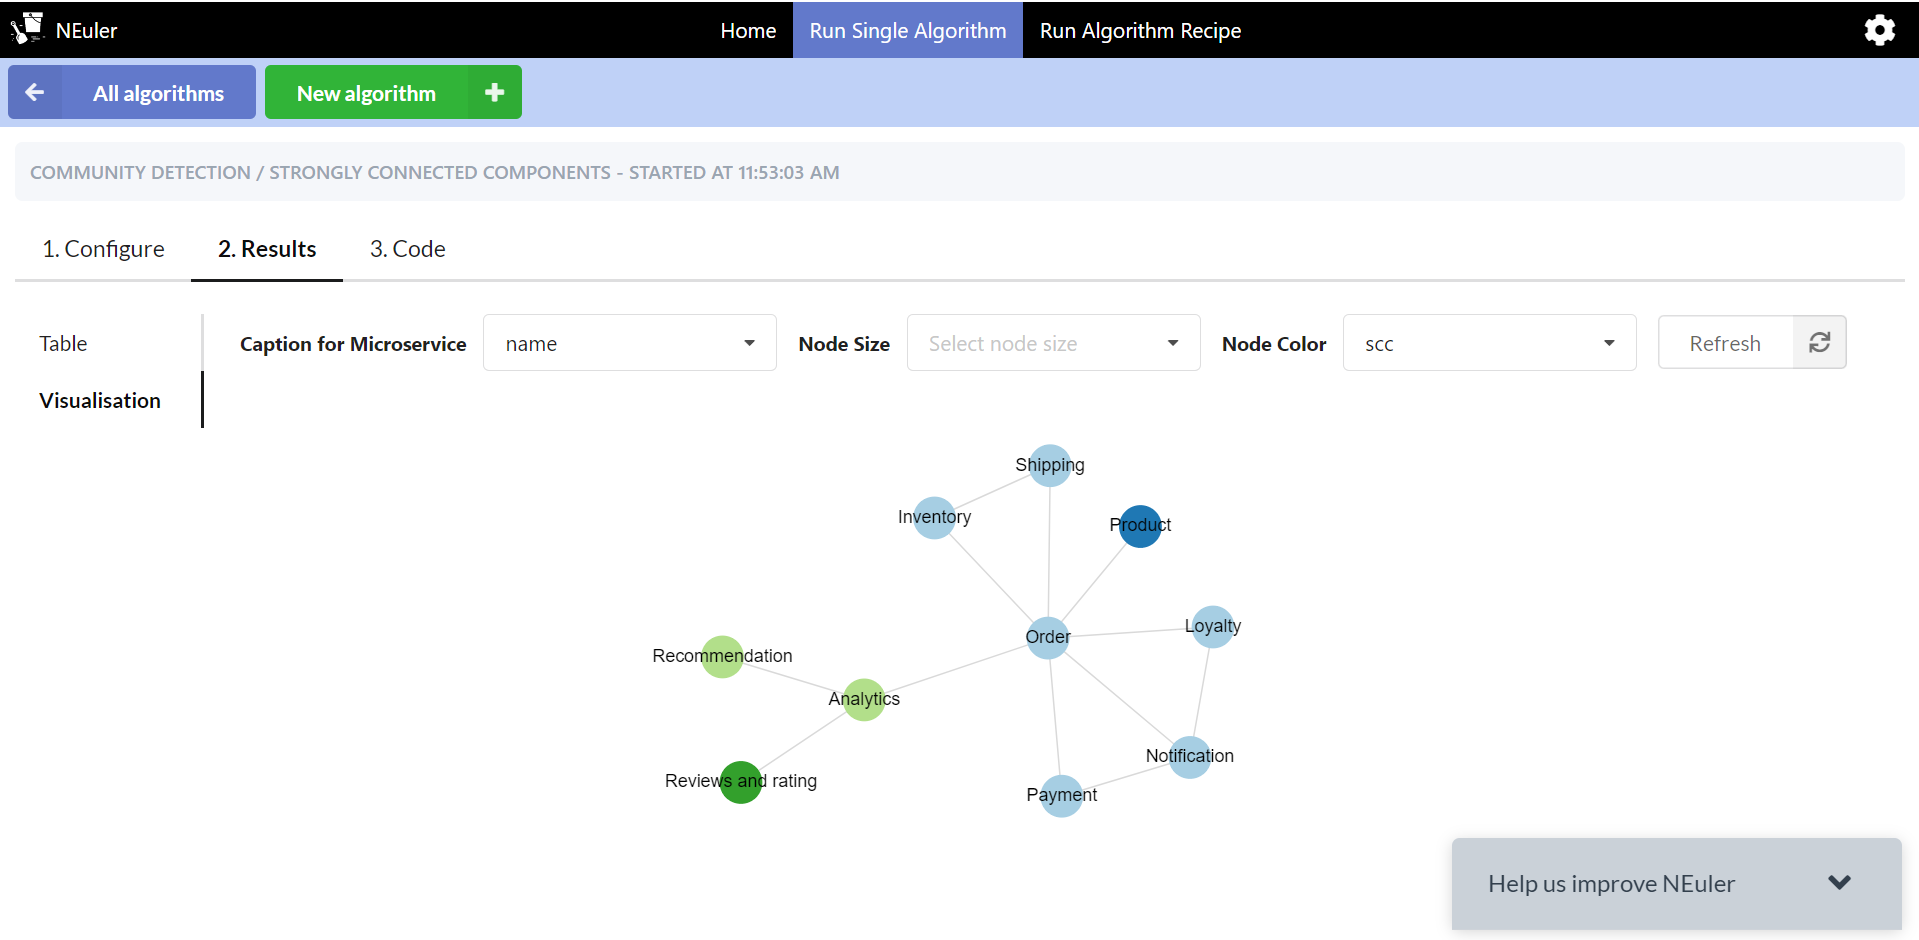 NEuler
Home
Run Single Algorithm
Run Algorithm Recipe
All algorithms
New algorithm
COMMUNITY DETECTION / STRONGLY CONNECTED COMPONENTS - STARTED AT 11:53:03 AM
1. Configure
2. Results
3. Code
Table
Visualisation
Caption for Microservice
name
Node Size
Select node size
Node Color
scc
Refresh
Shipping
Inventory
Product
Loyalty
Order
Recommendation
Analytics
Notification
Reviews and rating
Payment
Help us improve NEuler